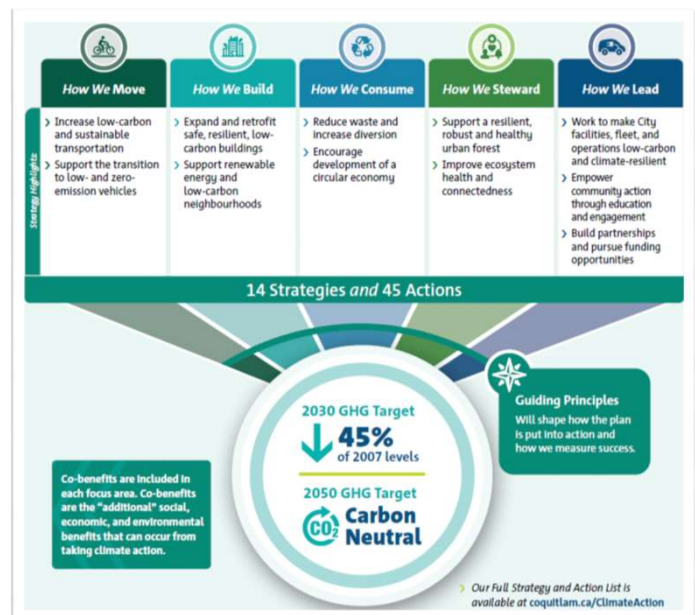 How We Move
How We Build
How We Consume
How We Steward
How We Lead
Strategy Highlights
> Increase low-carbon
and sustainable
transportation
> Support the transition
to low- and zero-
emission vehicles
> Expand and retrofit
safe, resilient, low-
carbon buildings
> Support renewable
energy and
low-carbon
neighbourhoods
> Reduce waste and
increase diversion
> Encourage
development of a
circular economy
> Support a resilient,
robust and healthy
urban forest
> Improve ecosystem
health and
connectedness
> Work to make City
facilities, fleet, and
operations low-carbon
and climate-resilient
> Empower
community action
through education
and engagement
> Build partnerships
and pursue funding
opportunities
14 Strategies and 45 Actions
2030 GHG Target
45%
of 2007 levels
2050 GHG Target
CO2
Carbon
Neutral
Guiding Principles
Will shape how the plan
is put into action and
how we measure success.
Co-benefits are included in
each focus area. Co-benefits
are the "additional" social,
economic, and environmental
benefits that can occur from
taking climate action.
> Our Full Strategy and Action List is
available at coquitlam.ca/ClimateAction